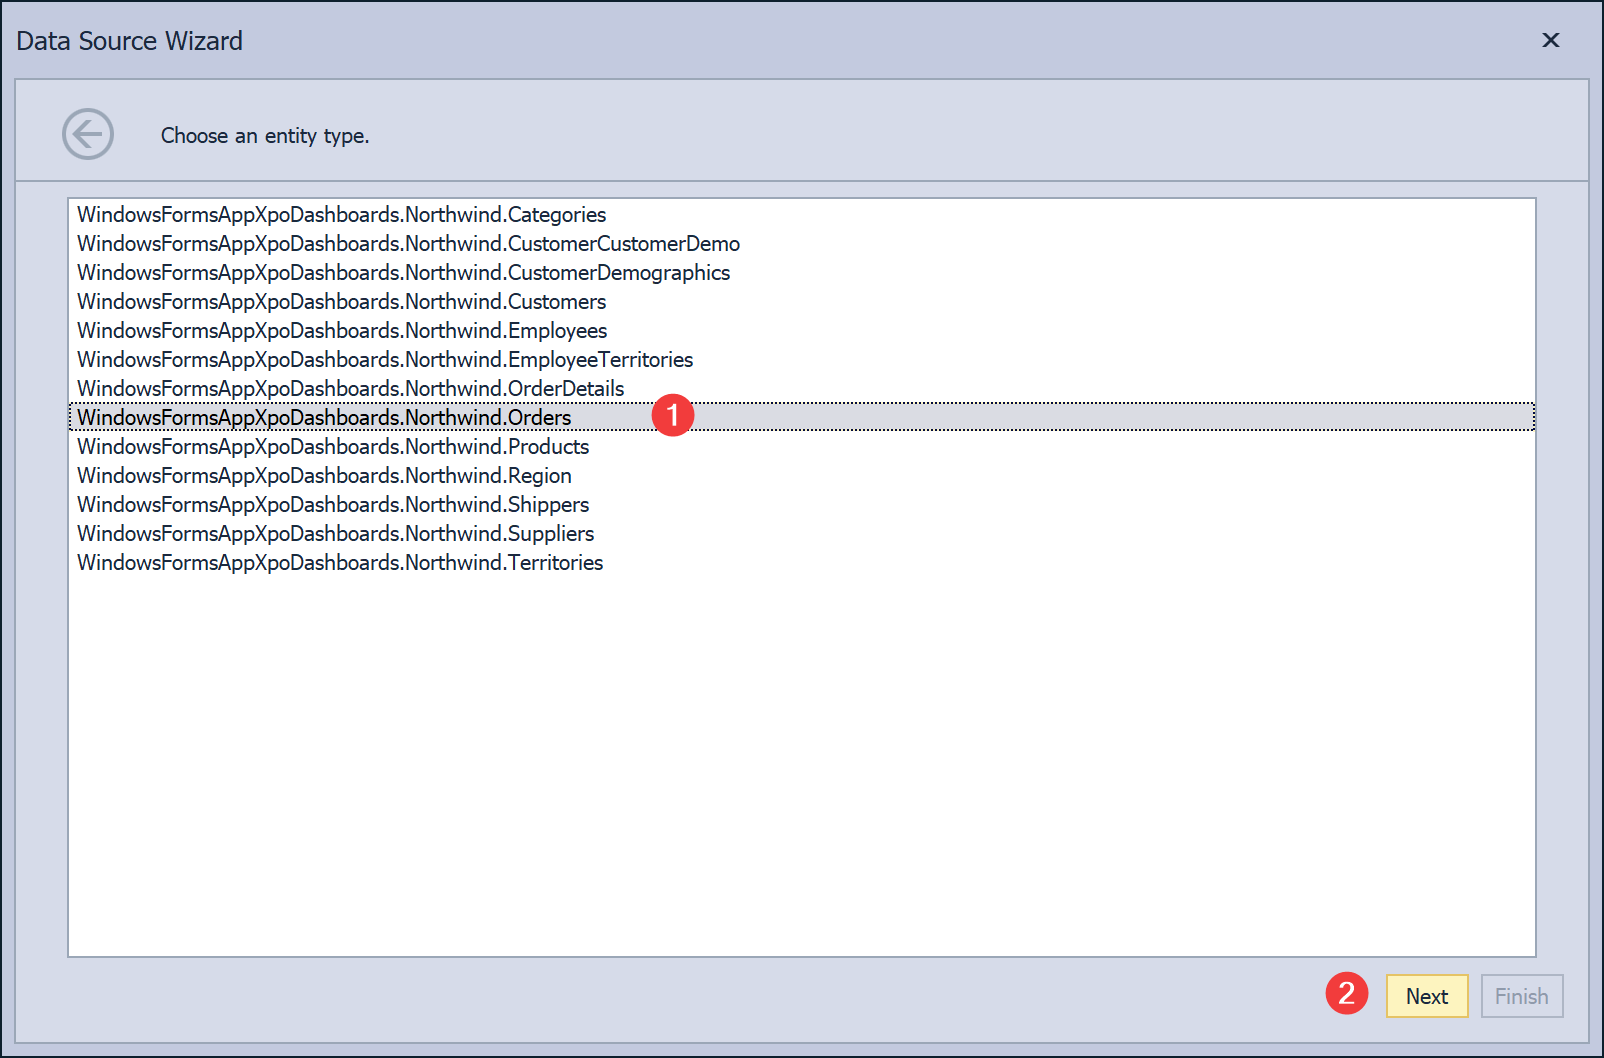 Data Source Wizard
Choose an entity type.
WindowsFormsAppXpoDashboards.Northwind.Categories
WindowsFormsAppXpoDashboards.Northwind.CustomerCustomerDemo
WindowsFormsAppXpoDashboards.Northwind.CustomerDemographics
WindowsFormsAppXpoDashboards.Northwind.Customers
WindowsFormsAppXpoDashboards.Northwind.Employees
WindowsFormsAppXpoDashboards.Northwind.EmployeeTerritories
WindowsFormsAppXpoDashboards.Northwind.OrderDetails
WindowsFormsAppXpoDashboards.Northwind.Orders 1
WindowsFormsAppXpoDashboards.Northwind.Products
WindowsFormsAppXpoDashboards.Northwind.Region
WindowsFormsAppXpoDashboards.Northwind.Shippers
WindowsFormsAppXpoDashboards.Northwind.Suppliers
WindowsFormsAppXpoDashboards.Northwind.Territories
2 Next Finish